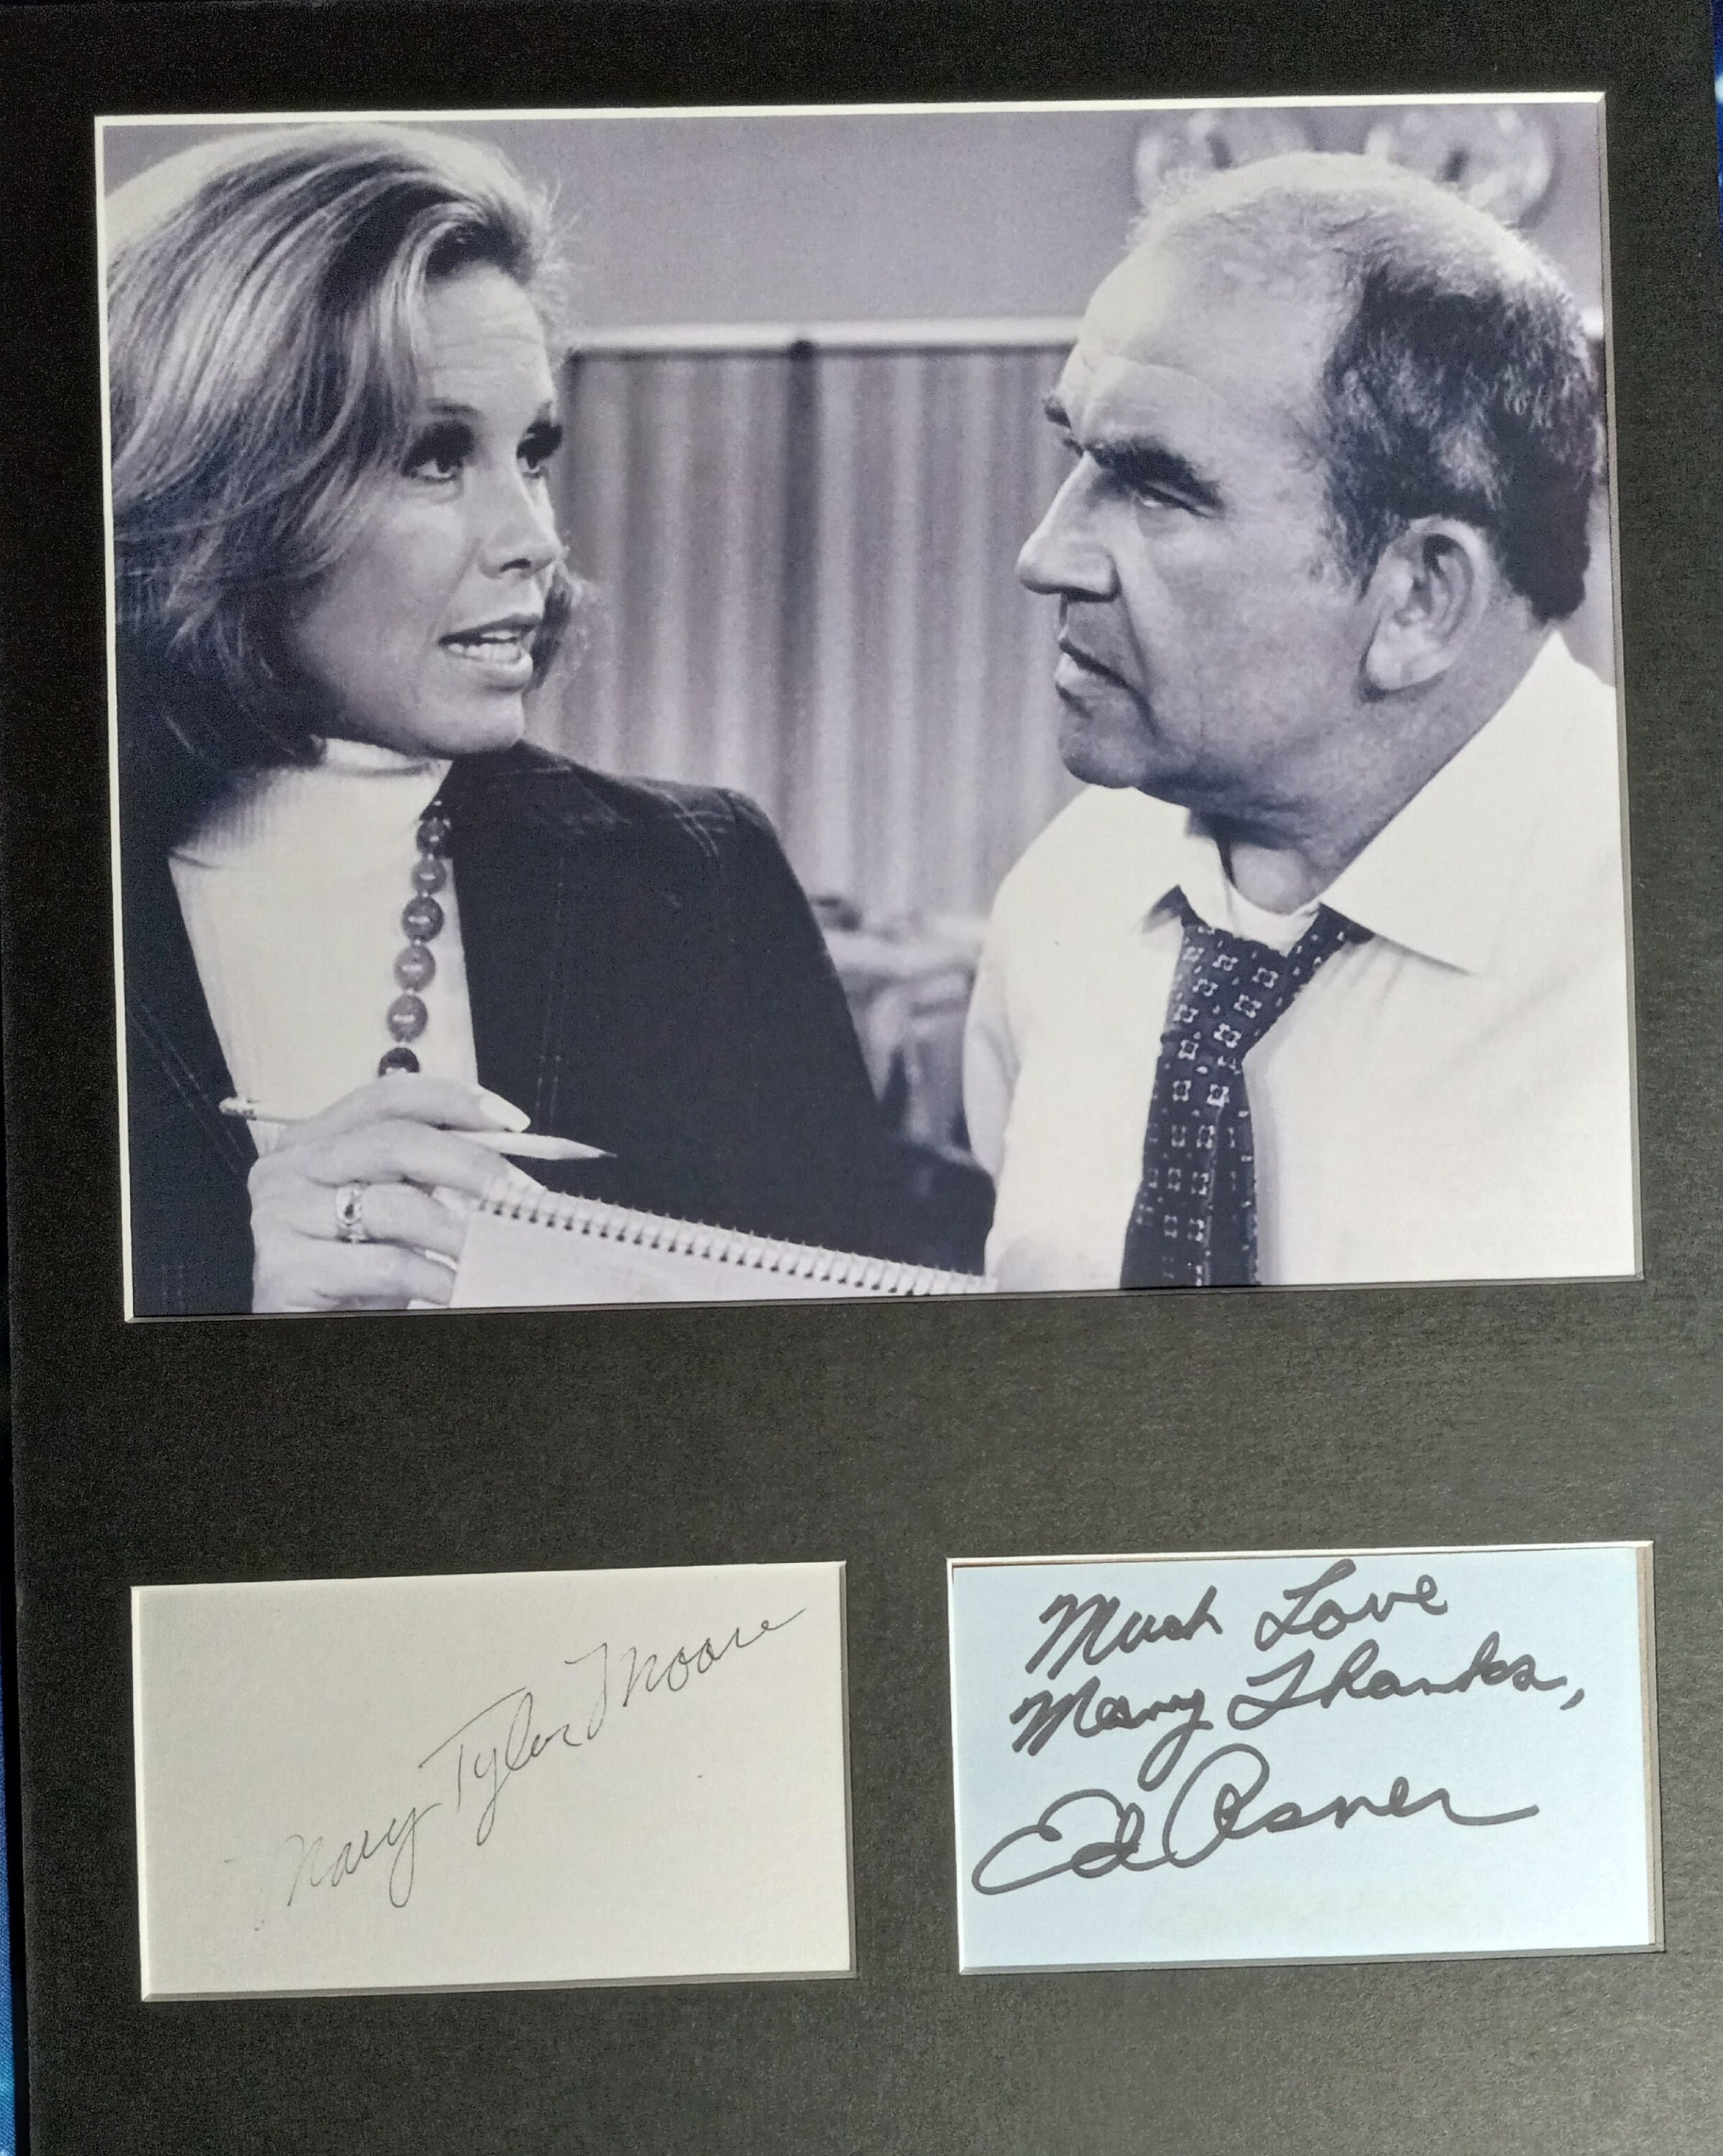 Mary Tyler Moore
Much Love
Many Thanks,
Ed Asner